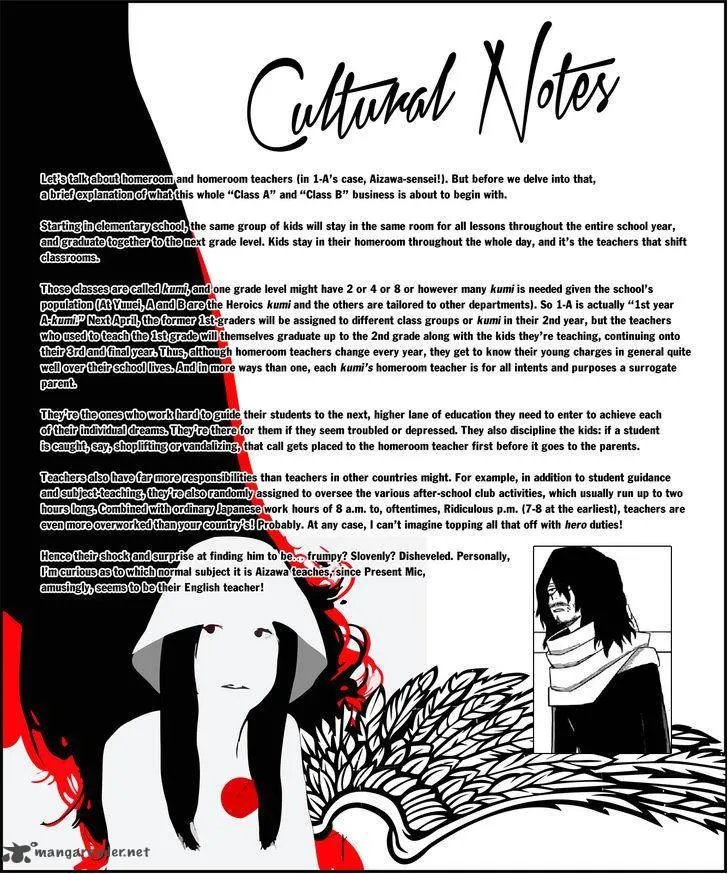 Cultural Notes
Let's talk about homeroom and homeroom teachers (in 1-A's case, Aizawa-sensei!). But before we delve into that,
a brief explanation of what this whole "Class A" and "Class B" business is about to begin with.
Starting in elementary school, the same group of kids will stay in the same room for all lessons throughout the entire school year,
and graduate together to the next grade level. Kids stay in their homeroom throughout the whole day, and it's the teachers that shift
classrooms.
Those classes are called kumi, and one grade level might have 2 or 4 or 8 or however many kumi is needed given the school's
population (At Yuuei, A and B are the Heroics kumi and the others are tailored to other departments). So 1-A is actually "1st year
A-kumi." Next April, the former 1st-graders will be assigned to different class groups or kumi in their 2nd year, but the teachers
who used to teach the 1st grade will themselves graduate up to the 2nd grade along with the kids they're teaching, continuing onto
their 3rd and final year. Thus, although homeroom teachers change every year, they get to know their young charges in general quite
well over their school lives. And in more ways than one, each kumi's homeroom teacher is for all intents and purposes a surrogate
parent.
They're the ones who work hard to guide their students to the next, higher lane of education they need to enter to achieve each
of their individual dreams. They're there for them if they seem troubled or depressed. They also discipline the kids: if a student
is caught, say, shoplifting or vandalizing, that call gets placed to the homeroom teacher first before it goes to the parents.
Teachers also have far more responsibilities than teachers in other countries might. For example, in addition to student guidance
and subject-teaching, they're also randomly assigned to oversee the various after-school club activities, which usually run up to two
hours long. Combined with ordinary Japanese work hours of 8 a.m. to, oftentimes, Ridiculous p.m. (7-8 at the earliest), teachers are
even more overworked than your country's! Probably. At any case, I can't imagine topping all that off with hero duties!
Hence their shock and surprise at finding him to be... frumpy? Slovenly? Disheveled. Personally,
I'm curious as to which normal subject it is Aizawa teaches, since Present Mic,
amusingly, seems to be their English teacher!